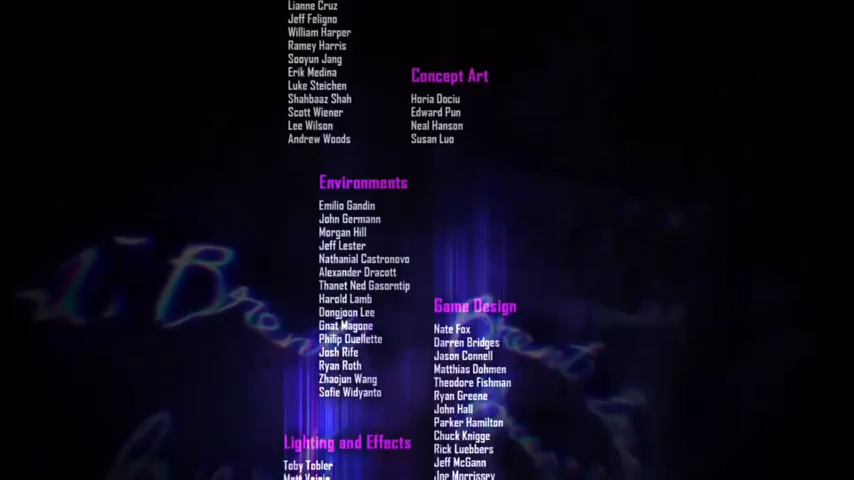 Lianne Cruz
Jeff Feligno
William Harper
Ramey Harris
Sooyun Jang
Erik Medina
Luke Steichen
Shahbaaz Shah
Scott Wiener
Lee Wilson
Andrew Woods
Concept Art
Horia Dociu
Edward Pun
Neal Hanson
Susan Luo
Environments
Emilio Gandin
John Germann
Morgan Hill
Jeff Lester
Nathanial Castronovo
Alexander Dracott
Thanet Ned Gasorntip
Harold Lamb
Dongjoon Lee
Gnat Magone
Philip Ouellette
Josh Rife
Ryan Roth
Zhaojun Wang
Sofie Widyanto
Game Design
Nate Fox
Darren Bridges
Jason Connell
Matthias Dohmen
Theodore Fishman
Ryan Greene
John Hall
Parker Hamilton
Chuck Knigge
Rick Luebbers
Jeff McGann
Joe Morrissey
Lighting and Effects
Toby Tobler
Matt Vainio
Brent